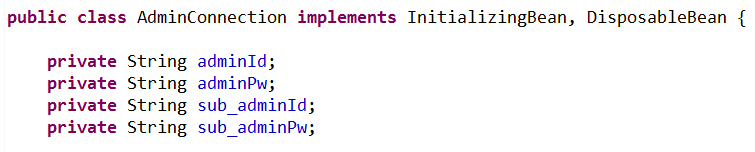 public class AdminConnection implements InitializingBean, DisposableBean {
private String adminId;
private String adminPw;
private String sub_adminId;
private String sub_adminPw;